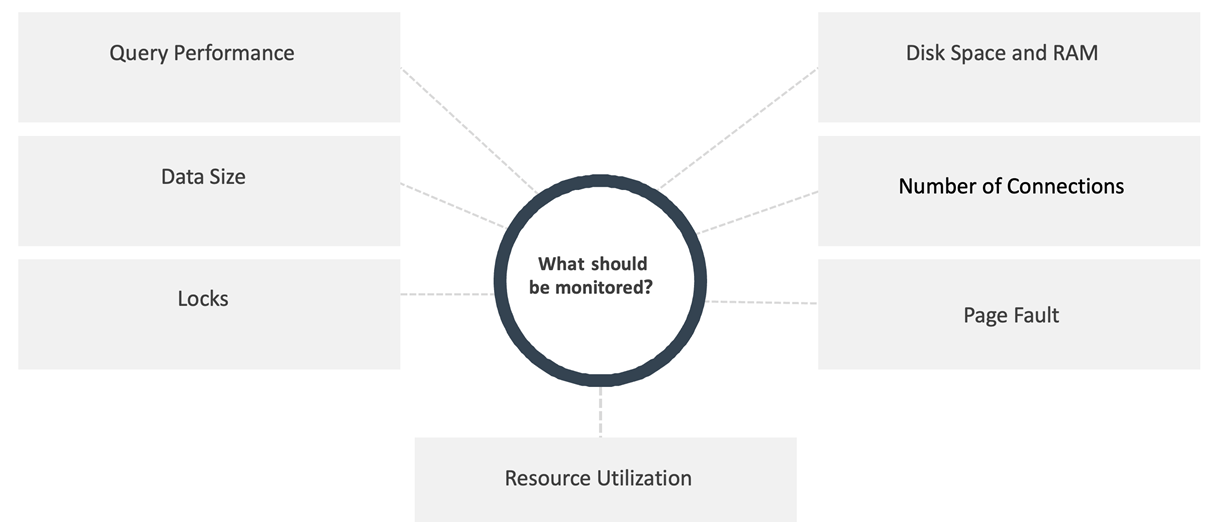 Query Performance
Data Size
Locks
What should
be monitored?
Disk Space and RAM
Number of Connections
Page Fault
Resource Utilization